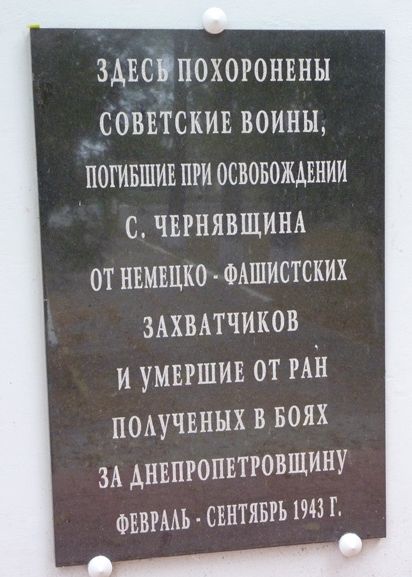 ЗДЕСЬ ПОХОРОНЕНЫ
СОВЕТСКИЕ ВОИНЫ,
ПОГИБШИЕ ПРИ ОСВОБОЖДЕНИИ
С. ЧЕРНЯВЩИНА
ОТ НЕМЕЦКО - ФАШИСТСКИХ
ЗАХВАТЧИКОВ
И УМЕРШИЕ ОТ РАН
ПОЛУЧЕНЫХ В БОЯХ
ЗА ДНЕПРОПЕТРОВЩИНУ
ФЕВРАЛЬ - СЕНТЯБРЬ 1943 Г.